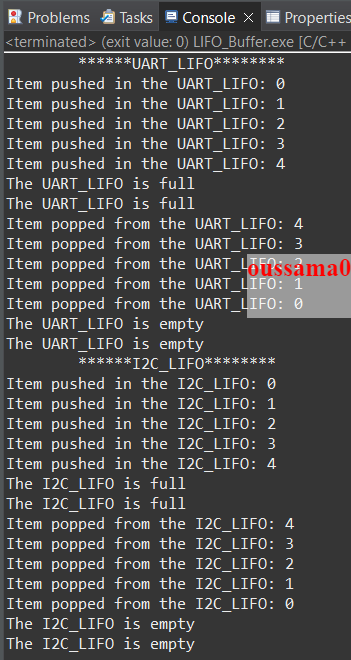 Problems Tasks Console Properties
<terminated> (exit value: 0) LIFO_Buffer.exe [C/C++
******UART_LIFO********
Item pushed in the UART_LIFO: 0
Item pushed in the UART_LIFO: 1
Item pushed in the UART_LIFO: 2
Item pushed in the UART_LIFO: 3
Item pushed in the UART_LIFO: 4
The UART_LIFO is full
The UART_LIFO is full
Item popped from the UART_LIFO: 4
Item popped from the UART_LIFO: 3
Item popped from the UART_LIFO: 2
oussama0
Item popped from the UART_LIFO: 1
Item popped from the UART_LIFO: 0
The UART_LIFO is empty
The UART_LIFO is empty
******I2C_LIFO********
Item pushed in the I2C_LIFO: 0
Item pushed in the I2C_LIFO: 1
Item pushed in the I2C_LIFO: 2
Item pushed in the I2C_LIFO: 3
Item pushed in the I2C_LIFO: 4
The I2C_LIFO is full
The I2C_LIFO is full
Item popped from the I2C_LIFO: 4
Item popped from the I2C_LIFO: 3
Item popped from the I2C_LIFO: 2
Item popped from the I2C_LIFO: 1
Item popped from the I2C_LIFO: 0
The I2C_LIFO is empty
The I2C_LIFO is empty